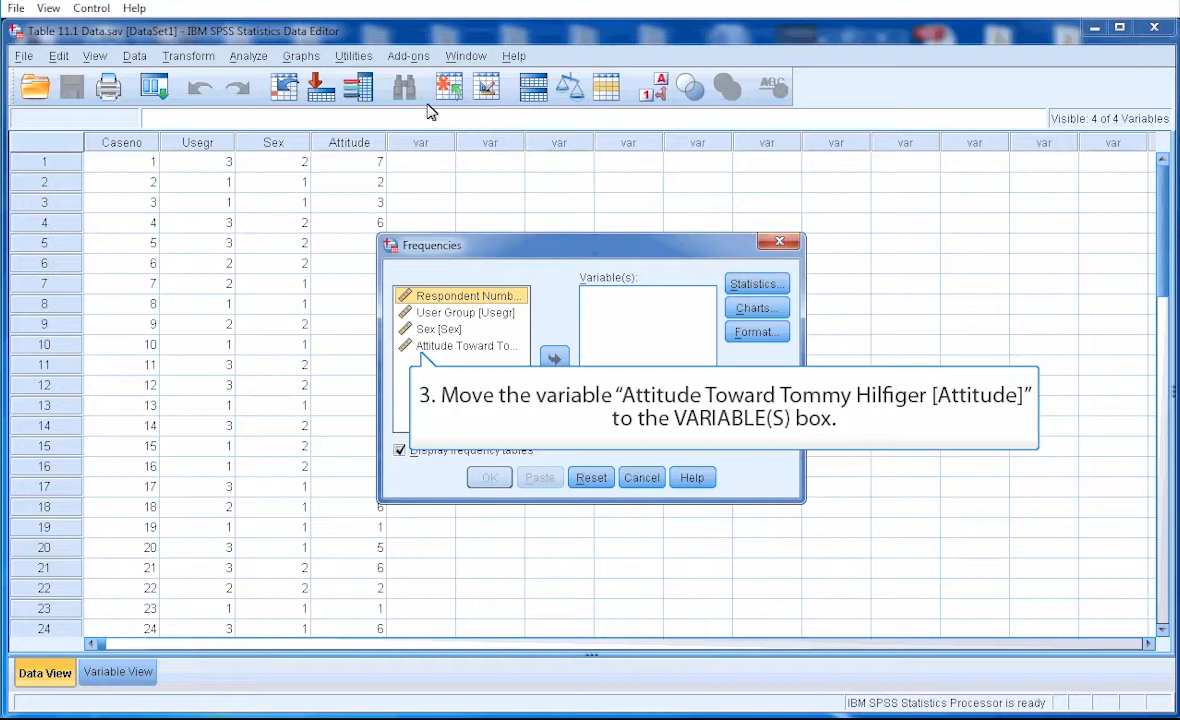 File View Control Help
Table 11.1 Data.sav [DataSet1] - IBM SPSS Statistics Data Editor
File Edit View Data Transform Analyze Graphs Utilities Add-ons Window Help
A 1 ABC
Visible: 4 of 4 Variables
Caseno Usegr Sex Attitude var var var var var var var var var var var
1 1 3 2 7
2 2 1 1 2
3 3 1 1 3
4 4 3 2 6
5 5 3 2
6 6 2 2
7 7 2 1
8 8 1 1
9 9 2 2
10 10 1 1
11 11 3 2
12 12 3 2
13 13 1 1
14 14 3 2
15 15 1 2
16 16 1 2
17 17 3 1
18 18 2 1 6
19 19 1 1 1
20 20 3 1 5
21 21 3 2 6
22 22 2 2 2
23 23 1 1 1
24 24 3 1 6
Frequencies
Variable(s):
Respondent Numb...
User Group [Usegr]
Sex [Sex]
Attitude Toward To...
Statistics...
Charts...
Format...
3. Move the variable “Attitude Toward Tommy Hilfiger [Attitude]”
to the VARIABLE(S) box.
Display frequency tables
OK Paste Reset Cancel Help
Data View Variable View
IBM SPSS Statistics Processor is ready